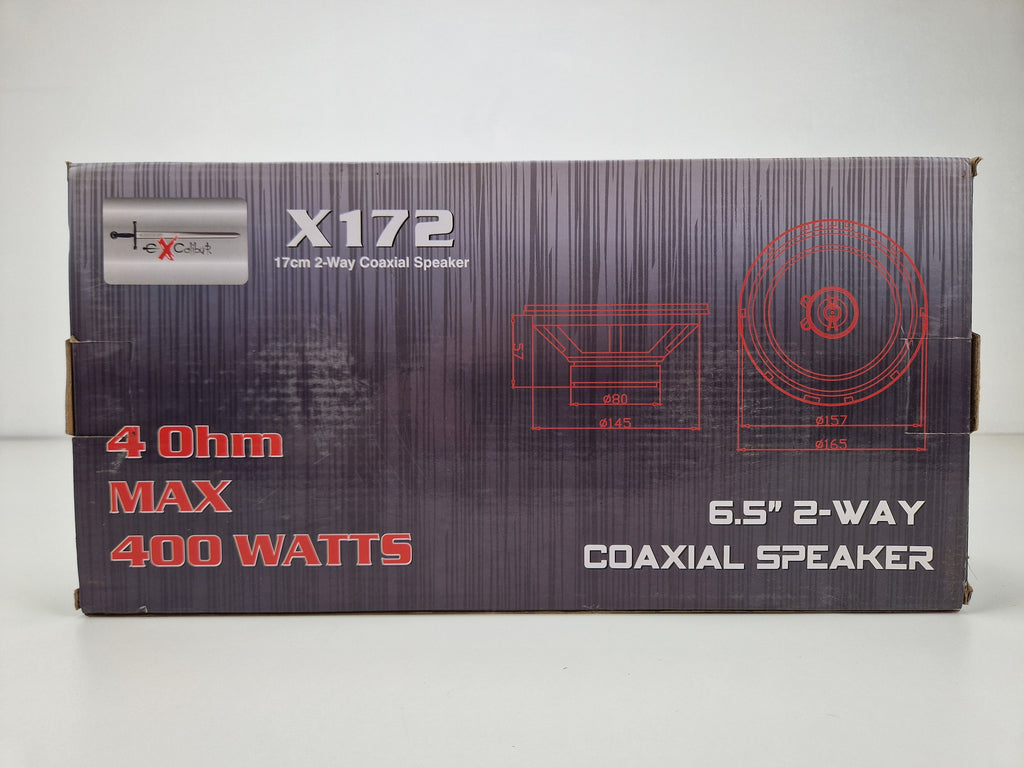 eXCalibur
X172
17cm 2-Way Coaxial Speaker
57
ø80
ø145
ø157
ø165
4 Ohm
MAX
400 WATTS
6.5" 2-WAY
COAXIAL SPEAKER